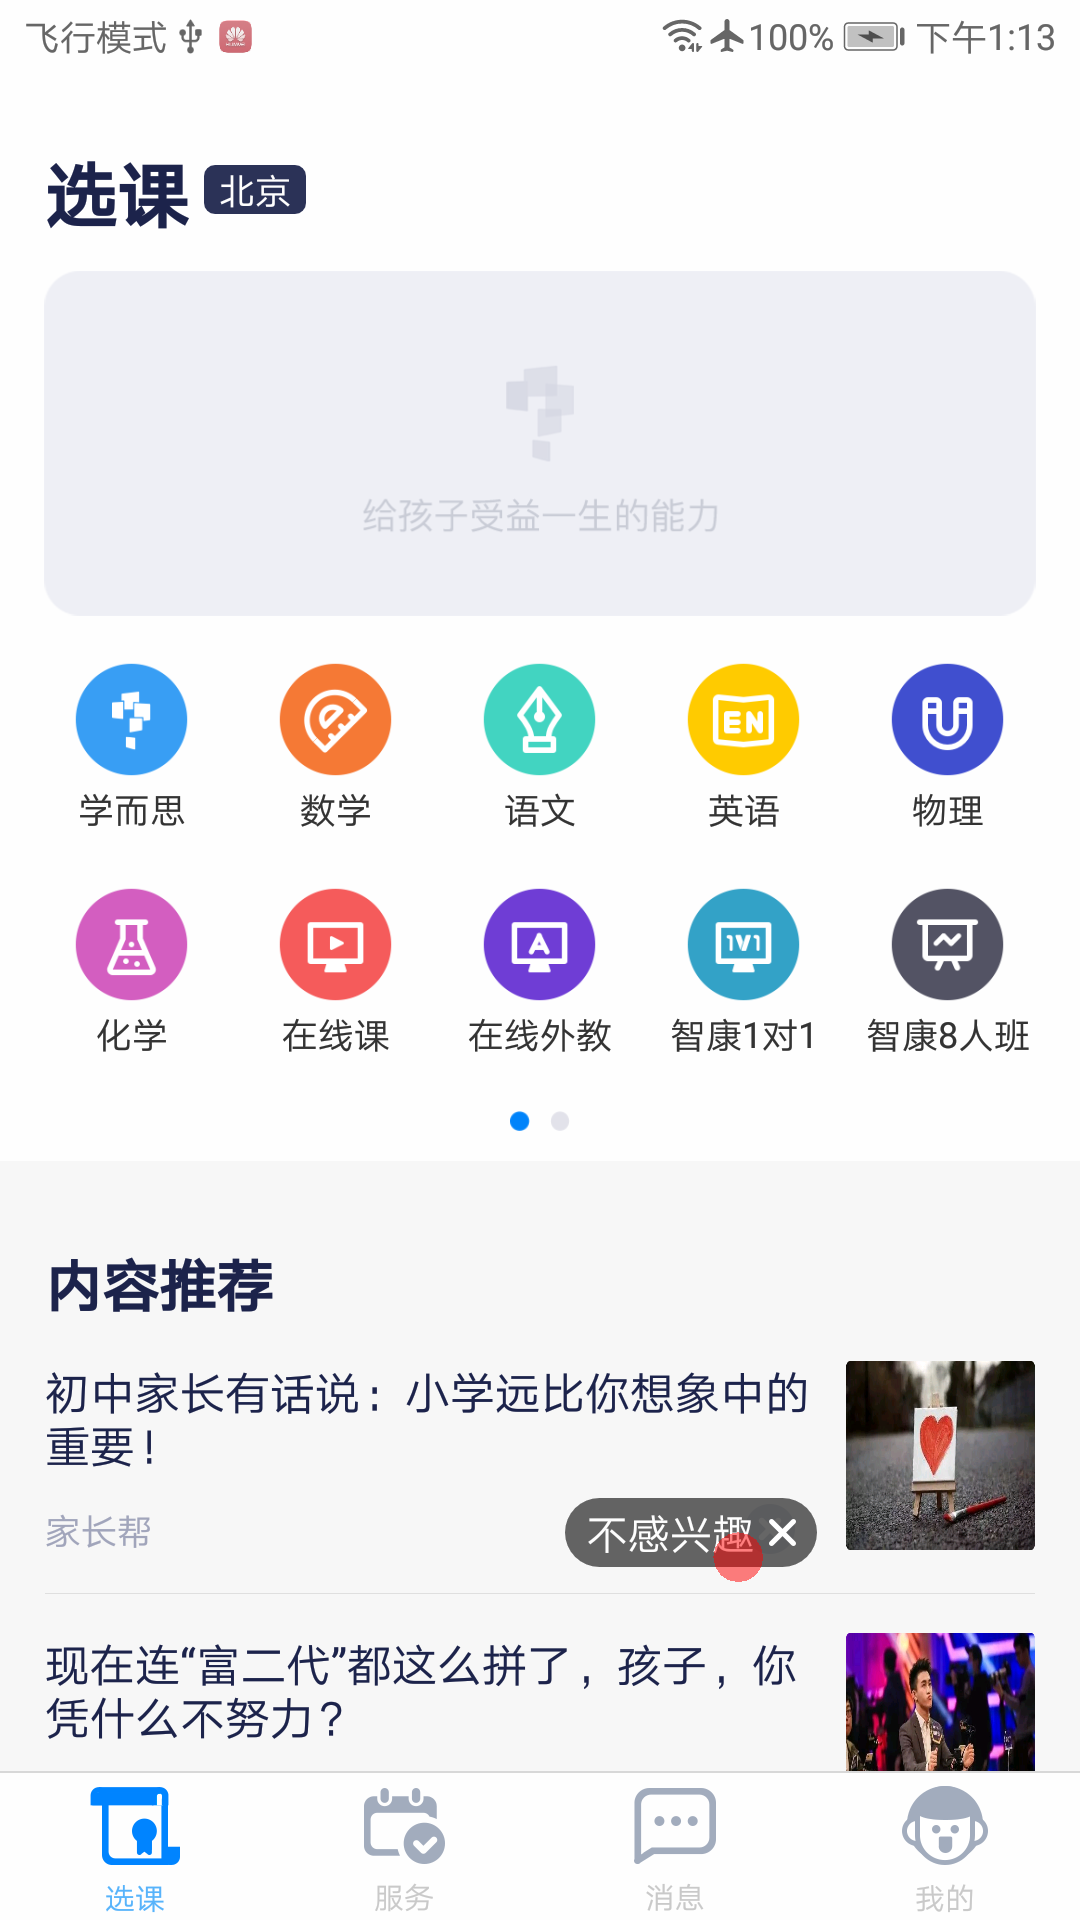 飞行模式 100% 下午1:13
选课 北京
给孩子受益一生的能力
学而思 数学 语文 英语 物理
EN
化学 在线课 在线外教 智康1对1 智康8人班
A 1V1
内容推荐
初中家长有话说：小学远比你想象中的
重要！
家长帮 不感兴趣
现在连“富二代”都这么拼了，孩子，你
凭什么不努力？
选课 服务 消息 我的